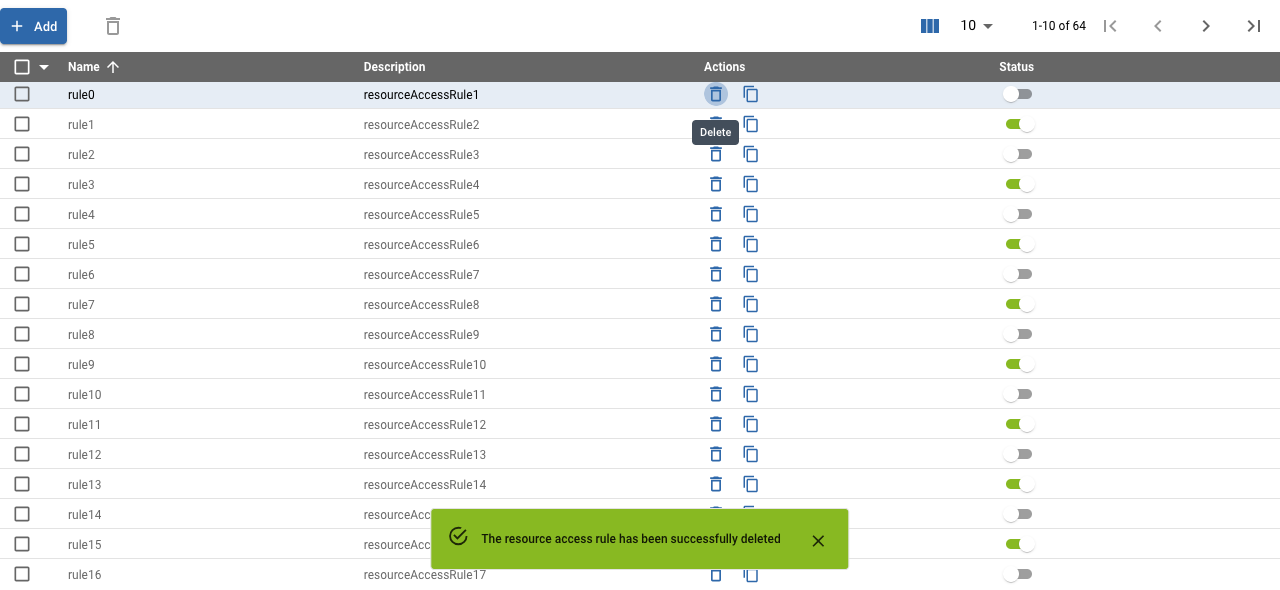 Add
10
1-10 of 64
Name Description Actions Status
rule0 resourceAccessRule1
rule1 resourceAccessRule2
Delete
rule2 resourceAccessRule3
rule3 resourceAccessRule4
rule4 resourceAccessRule5
rule5 resourceAccessRule6
rule6 resourceAccessRule7
rule7 resourceAccessRule8
rule8 resourceAccessRule9
rule9 resourceAccessRule10
rule10 resourceAccessRule11
rule11 resourceAccessRule12
rule12 resourceAccessRule13
rule13 resourceAccessRule14
rule14 resourceAcc
The resource access rule has been successfully deleted
rule15 resourceAcc
rule16 resourceAccessRule17